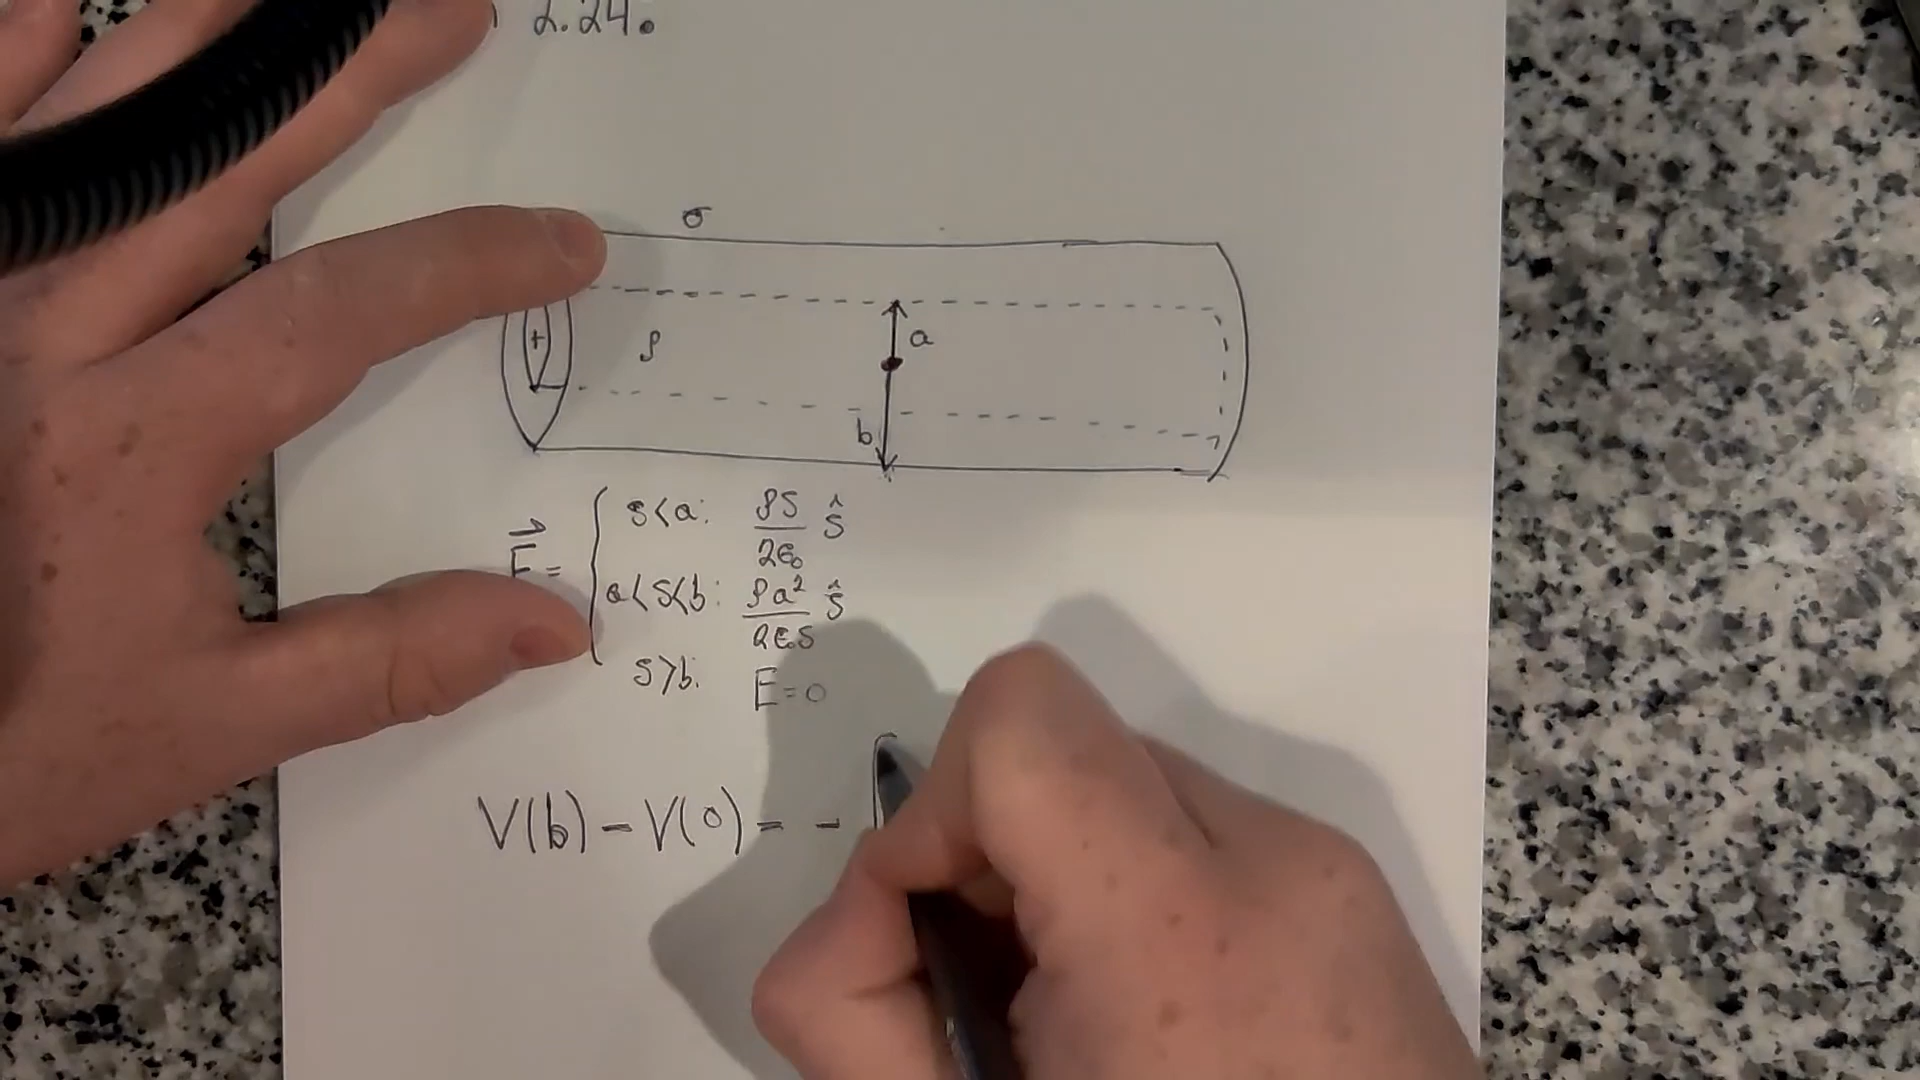 2.24.
σ
+ ρ a
b
E⃗ = { s<a: ρs/2ϵ₀ ŝ
a<s<b: ρa²/2ϵ₀s ŝ
s>b: E=0
V(b) - V(0) = - ∫